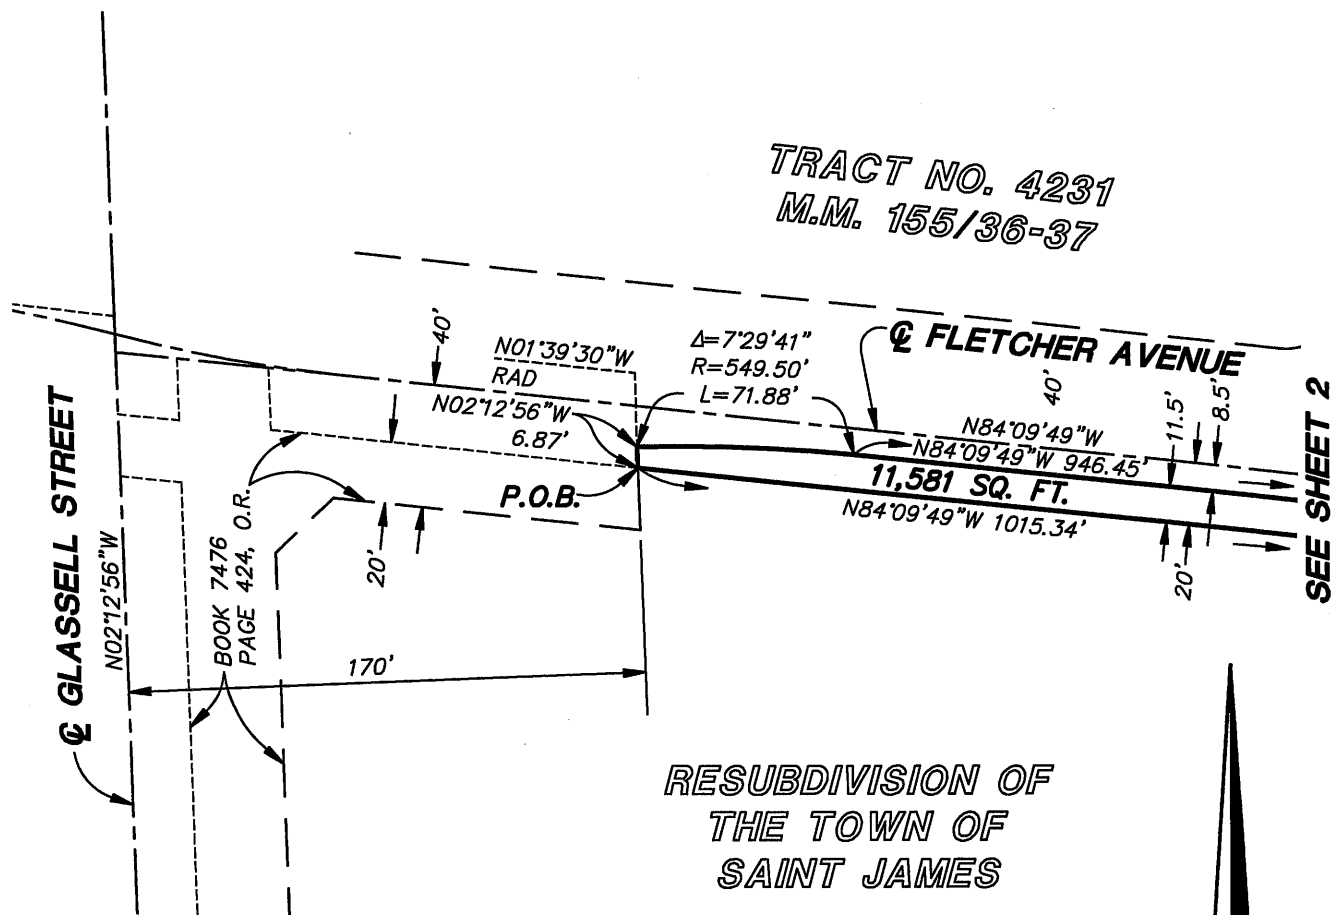 TRACT NO. 4231
M.M. 155/36-37
40'
N01°39'30"W
RAD
N02°12'56"W
6.87'
Δ=7°29'41"
R=549.50'
L=71.88'
℄ FLETCHER AVENUE
40'
11.5'
8.5'
N84°09'49"W
N84°09'49"W 946.45'
11,581 SQ. FT.
N84°09'49"W 1015.34'
P.O.B.
20'
20'
SEE SHEET 2
℄ GLASSELL STREET
N02°12'56"W
BOOK 7476
PAGE 424, O.R.
170'
RESUBDIVISION OF
THE TOWN OF
SAINT JAMES